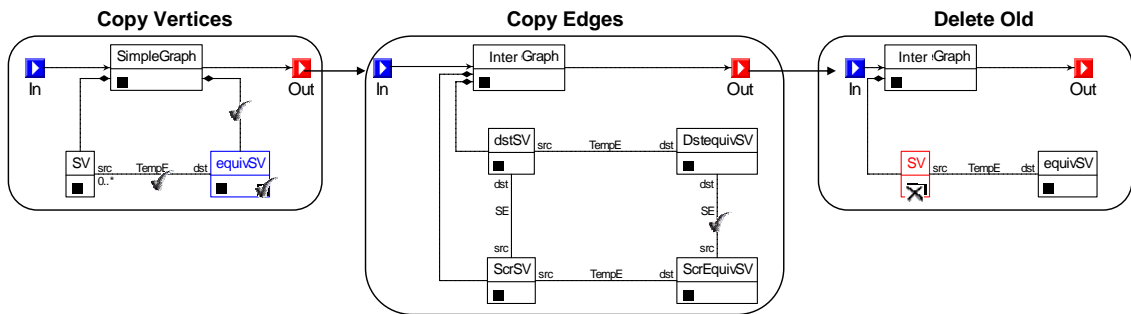 Copy Vertices
Copy Edges
Delete Old
SimpleGraph
Inter Graph
Inter Graph
In
Out
In
Out
In
Out
SV
src
TempE
dst
equivSV
0..*
dstSV
src
TempE
dst
DstequivSV
SV
src
TempE
dst
equivSV
dst
dst
SE
SE
src
src
ScrSV
src
TempE
dst
ScrEquivSV